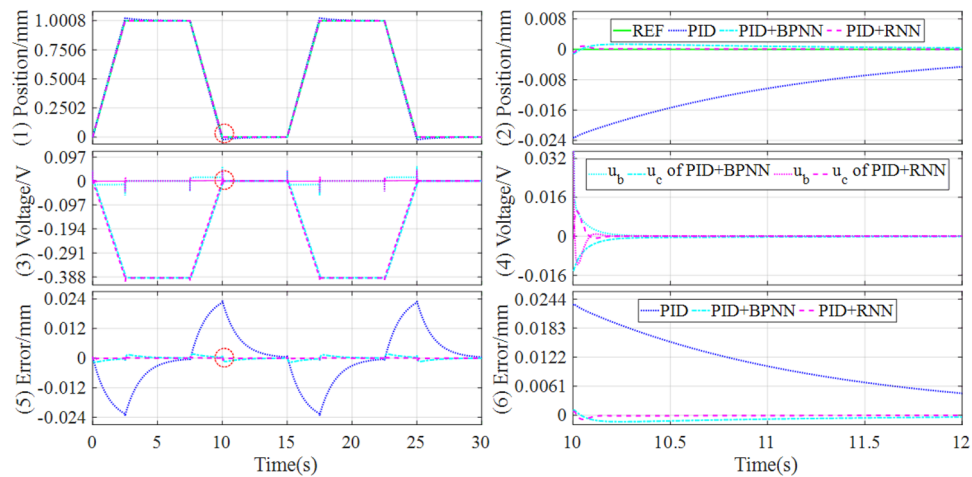 (1) Position/mm
1.0008
0.7506
0.5004
0.2502
0
(2) Position/mm
0.008
0
-0.008
-0.016
-0.024
REF PID PID+BPNN PID+RNN
(3) Voltage/V
0.097
0
-0.097
-0.194
-0.291
-0.388
(4) Voltage/V
0.032
0.016
0
-0.016
u_b u_c of PID+BPNN u_b u_c of PID+RNN
(5) Error/mm
0.024
0.012
0
-0.012
-0.024
0 5 10 15 20 25 30
Time(s)
(6) Error/mm
0.0244
0.0183
0.0122
0.0061
0
PID PID+BPNN PID+RNN
10 10.5 11 11.5 12
Time(s)